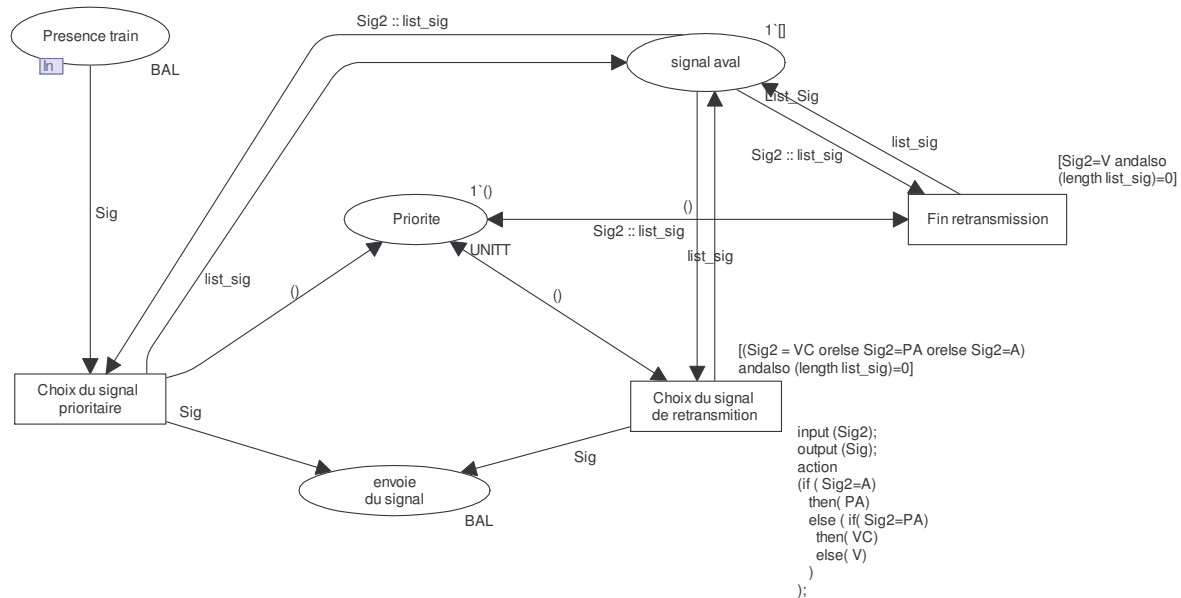 Sig2 :: list_sig
1`[]
Presence train
In
BAL
signal aval
List_Sig
list_sig
Sig2 :: list_sig
[Sig2=V andalso
(length list_sig)=0]
1`()
Priorite
UNITT
()
Sig2 :: list_sig
Fin retransmission
Sig
list_sig
list_sig
()
()
[(Sig2 = VC orelse Sig2=PA orelse Sig2=A)
andalso (length list_sig)=0]
Choix du signal
prioritaire
Choix du signal
de retransmition
Sig
Sig
envoie
du signal
BAL
input (Sig2);
output (Sig);
action
(if ( Sig2=A)
then( PA)
else ( if( Sig2=PA)
then( VC)
else( V)
)
);